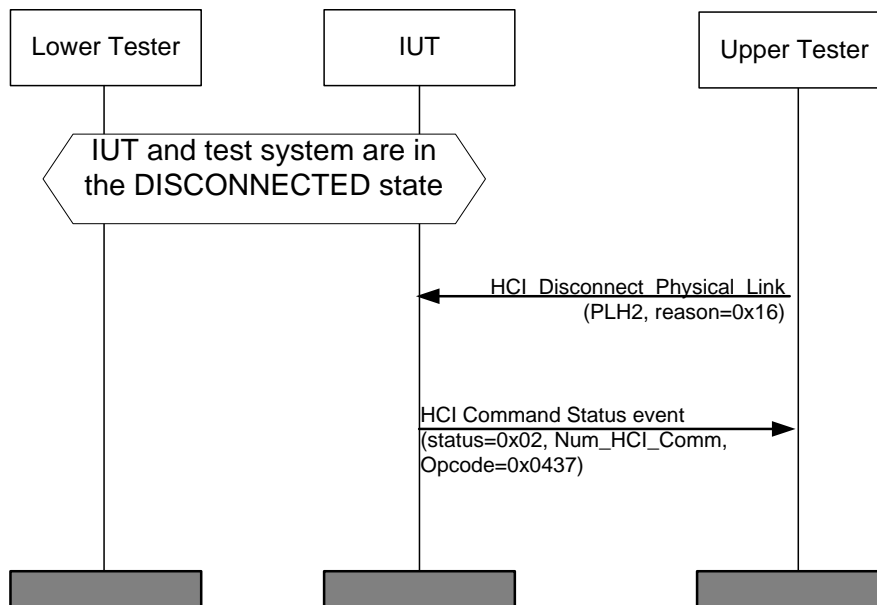 Lower Tester
IUT
Upper Tester
IUT and test system are in
the DISCONNECTED state
HCI_Disconnect_Physical_Link
(PLH2, reason=0x16)
HCI Command Status event
(status=0x02, Num_HCI_Comm,
Opcode=0x0437)